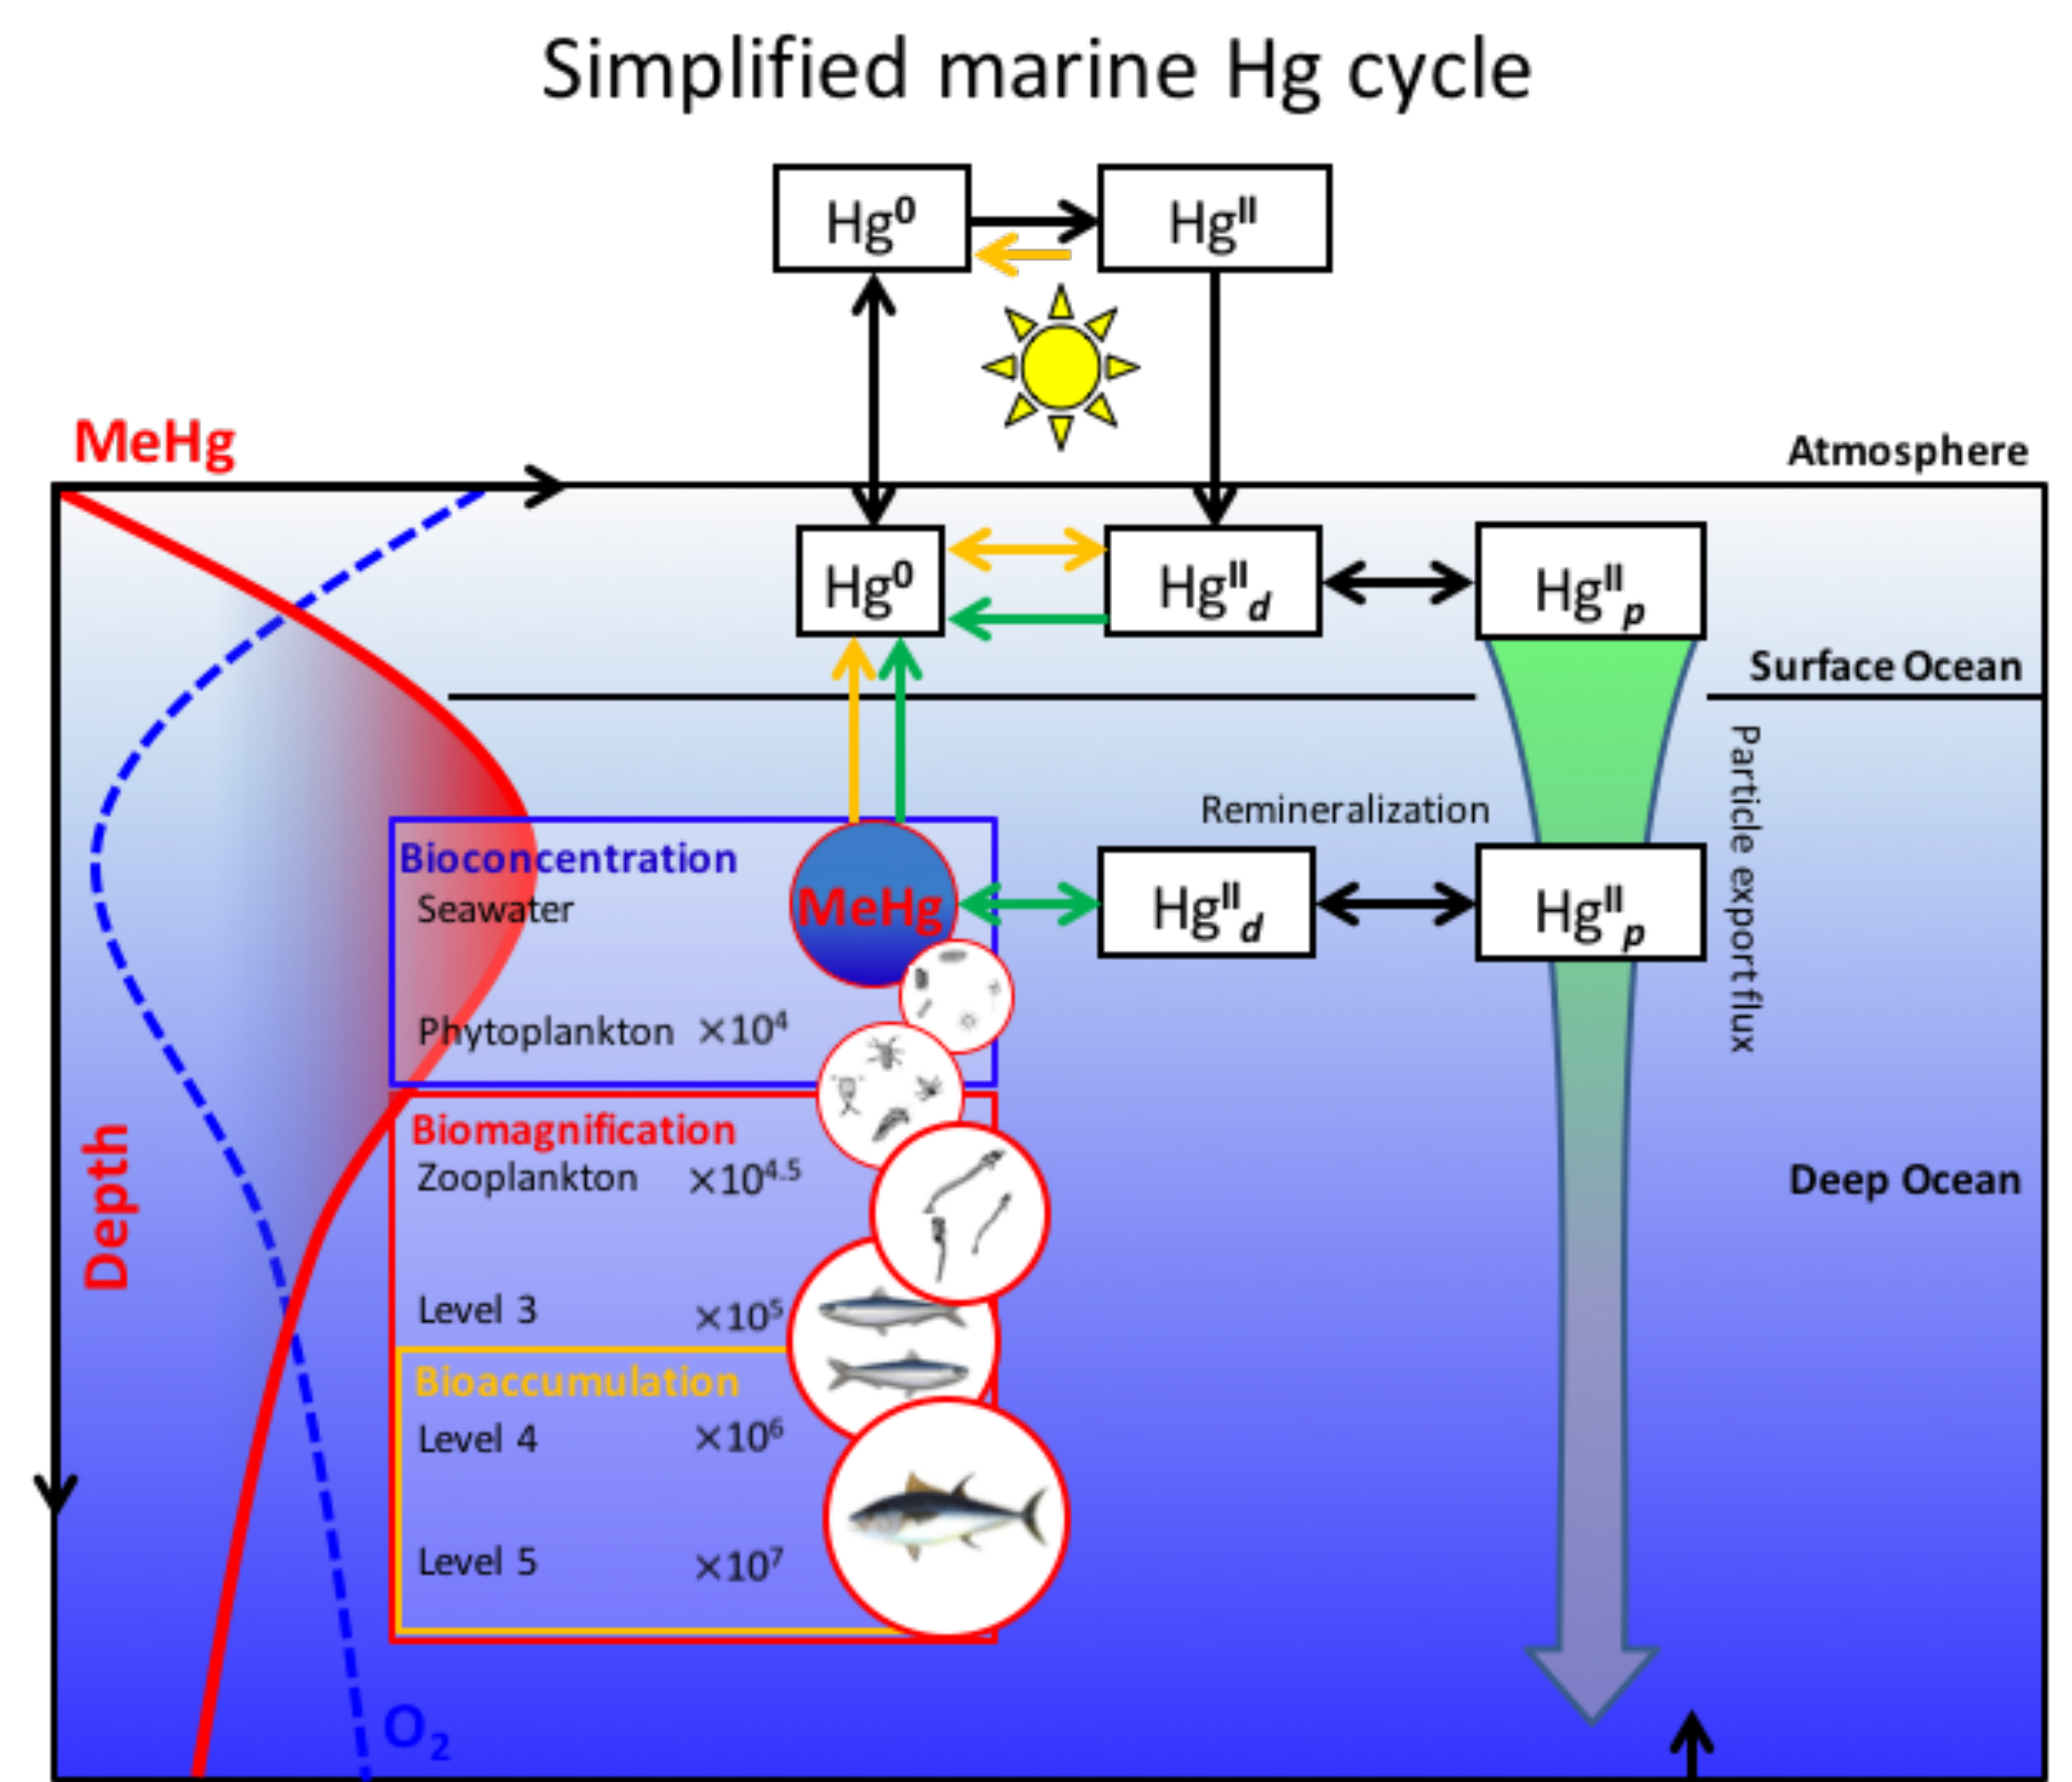 Simplified marine Hg cycle
Hg⁰
Hgᴵᴵ
MeHg
Atmosphere
Hg⁰
Hgᴵᴵd
Hgᴵᴵp
Surface Ocean
Particle export flux
Remineralization
Bioconcentration
Seawater
MeHg
Hgᴵᴵd
Hgᴵᴵp
Phytoplankton ×10⁴
Biomagnification
Zooplankton ×10⁴·⁵
Deep Ocean
Depth
Level 3 ×10⁵
Bioaccumulation
Level 4 ×10⁶
Level 5 ×10⁷
O₂